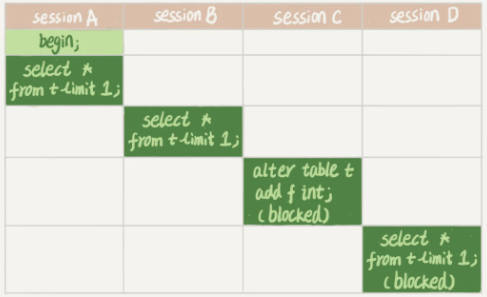 session A session B session C session D
begin;
select *
from t limit 1;
select *
from t limit 1;
alter table t
add f int;
(blocked)
select *
from t limit 1;
(blocked)